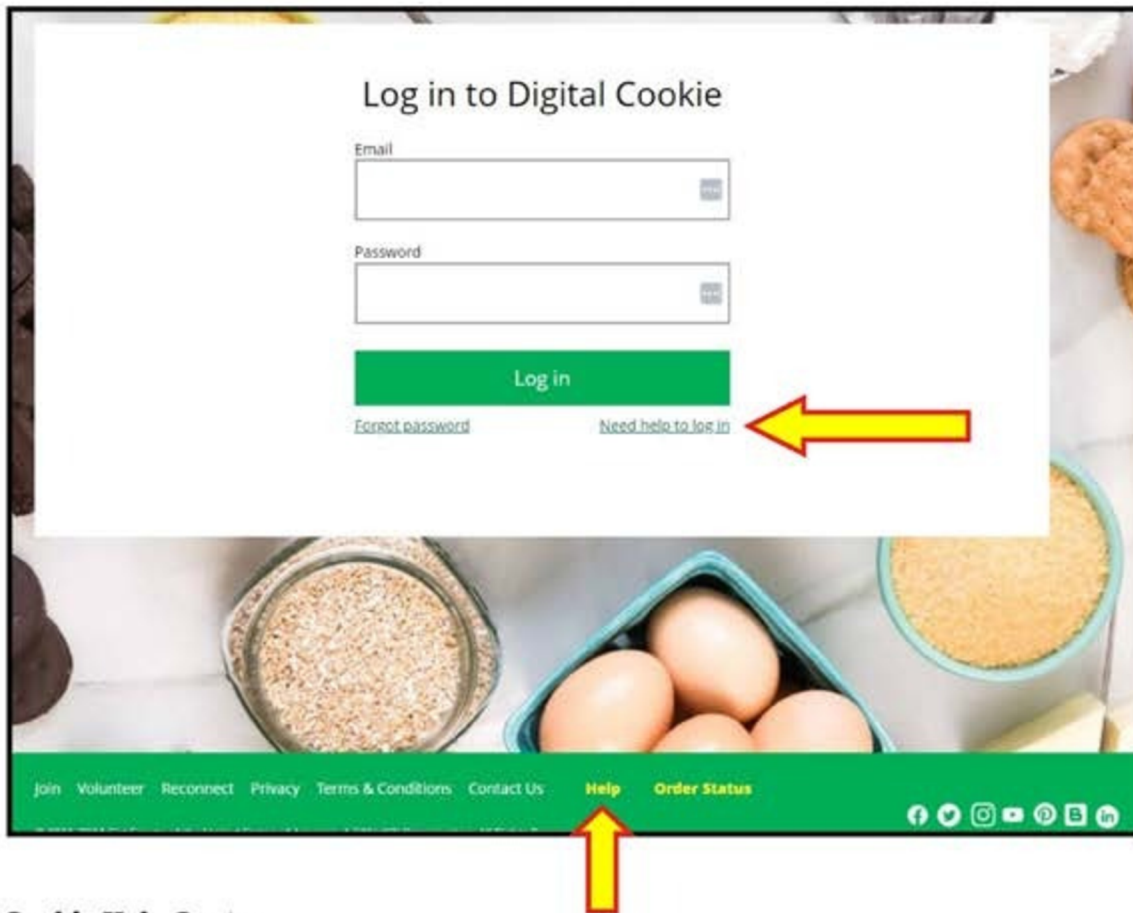 Log in to Digital Cookie
Email
Password
Log in
Forgot password Need help to log in
Join Volunteer Reconnect Privacy Terms & Conditions Contact Us Help Order Status